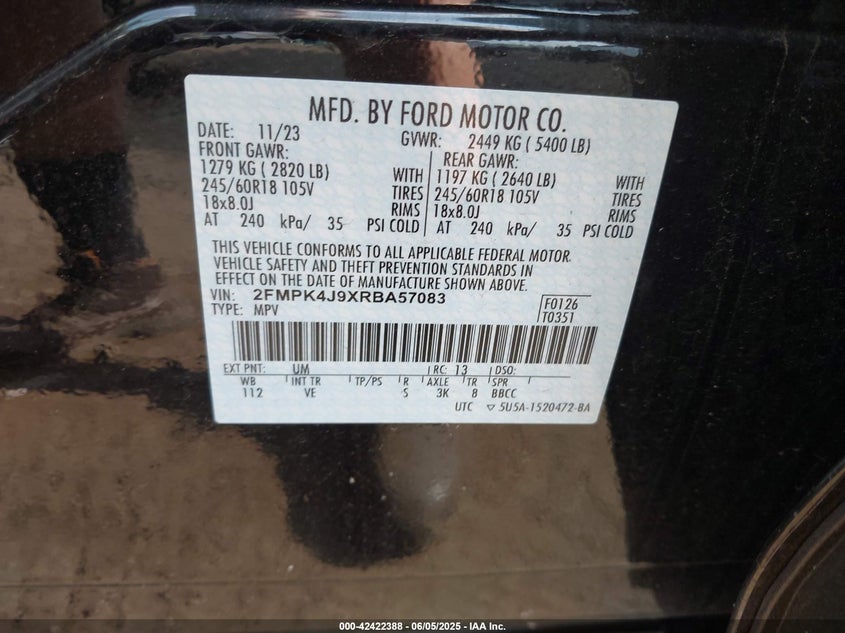 MFD. BY FORD MOTOR CO.
DATE: 11/23 GVWR: 2449 KG ( 5400 LB)
FRONT GAWR: REAR GAWR:
1279 KG ( 2820 LB) WITH 1197 KG ( 2640 LB) WITH
245/60R18 105V TIRES 245/60R18 105V TIRES
18x8.0J RIMS 18x8.0J RIMS
AT 240 kPa/ 35 PSI COLD AT 240 kPa/ 35 PSI COLD
THIS VEHICLE CONFORMS TO ALL APPLICABLE FEDERAL MOTOR
VEHICLE SAFETY AND THEFT PREVENTION STANDARDS IN
EFFECT ON THE DATE OF MANUFACTURE SHOWN ABOVE.
VIN: 2FMPK4J9XRBA57083 F0126
TYPE: MPV T0351
EXT PNT: UM RC: 13 DSO:
WB INT TR TP/PS R AXLE TR SPR
112 VE S 3K 8 BBCC
UTC ▽ 5U5A-1520472-BA
000-42422388 - 06/05/2025 - IAA Inc.